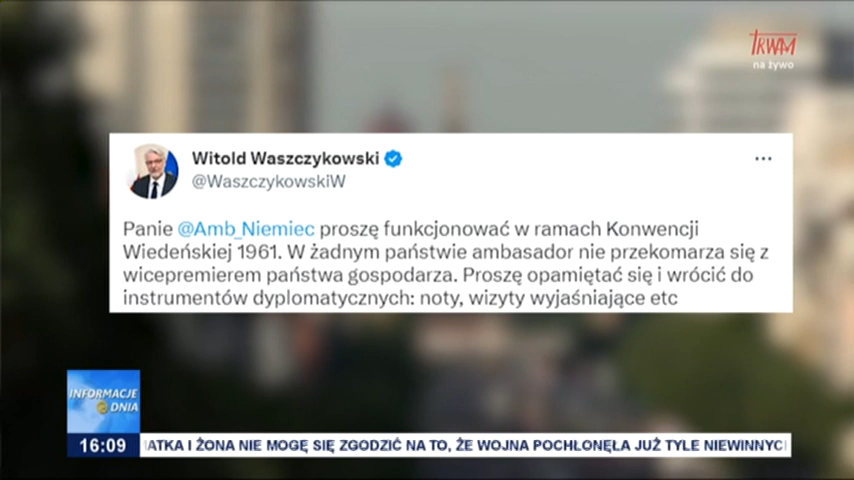 TRWAM
na żywo
Witold Waszczykowski
@WaszczykowskiW
Panie @Amb_Niemiec proszę funkcjonować w ramach Konwencji
Wiedeńskiej 1961. W żadnym państwie ambasador nie przekomarza się z
wicepremierem państwa gospodarza. Proszę opamiętać się i wrócić do
instrumentów dyplomatycznych: noty, wizyty wyjaśniające etc
INFORMACJE
DNIA
16:09
ATKA I ŻONA NIE MOGĘ SIĘ ZGODZIĆ NA TO, ŻE WOJNA POCHŁONĘŁA JUŻ TYLE NIEWINNYC